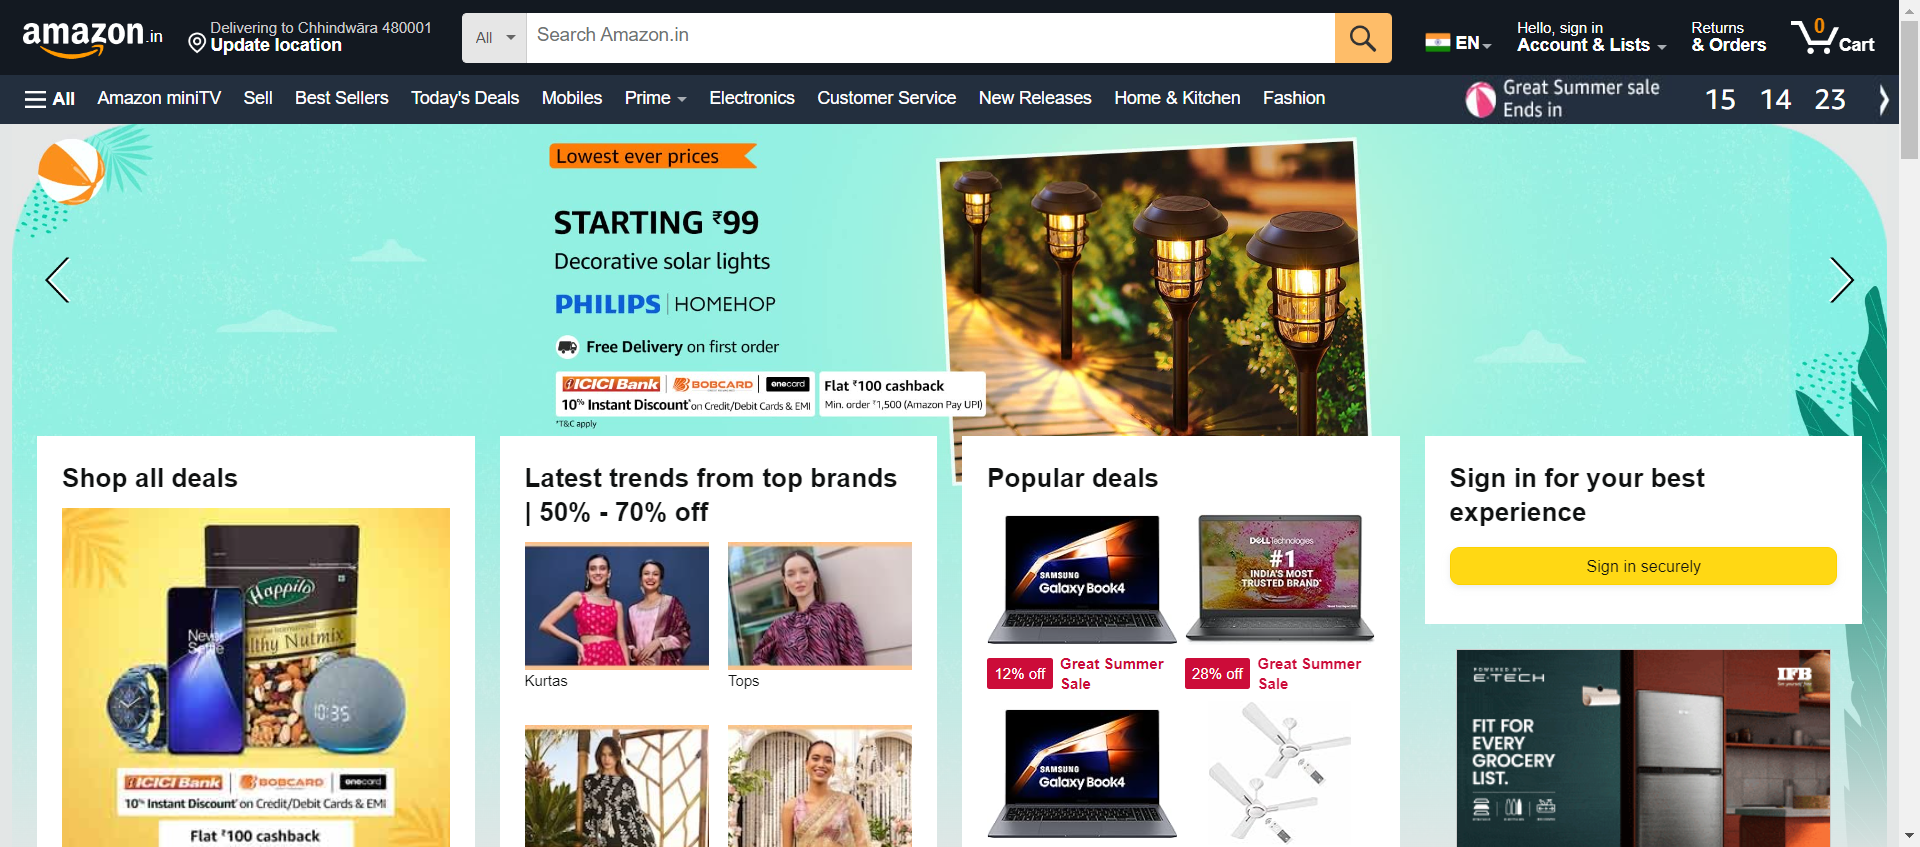 amazon.in
Delivering to Chhindwāra 480001
Update location
All
Search Amazon.in
EN
Hello, sign in
Account & Lists
Returns
& Orders
0
Cart
All
Amazon miniTV
Sell
Best Sellers
Today's Deals
Mobiles
Prime
Electronics
Customer Service
New Releases
Home & Kitchen
Fashion
Great Summer sale
Ends in
15 14 23
Lowest ever prices
STARTING ₹99
Decorative solar lights
PHILIPS | HOMEHOP
Free Delivery on first order
ICICI Bank | BOBCARD | onecard
10% Instant Discount* on Credit/Debit Cards & EMI
Flat ₹100 cashback
Min. order ₹1,500 (Amazon Pay UPI)
*T&C apply
Shop all deals
Happilo
Healthy Nutmix
Never
Settle
10:35
ICICI Bank | BOBCARD | onecard
10% Instant Discount* on Credit/Debit Cards & EMI
Flat ₹100 cashback
Latest trends from top brands
| 50% - 70% off
Kurtas
Tops
Popular deals
SAMSUNG
Galaxy Book4
DELL Technologies
#1
INDIA'S MOST
TRUSTED BRAND*
12% off
Great Summer
Sale
28% off
Great Summer
Sale
SAMSUNG
Galaxy Book4
Sign in for your best
experience
Sign in securely
POWERED BY
E·TECH
IFB
FIT FOR
EVERY
GROCERY
LIST.